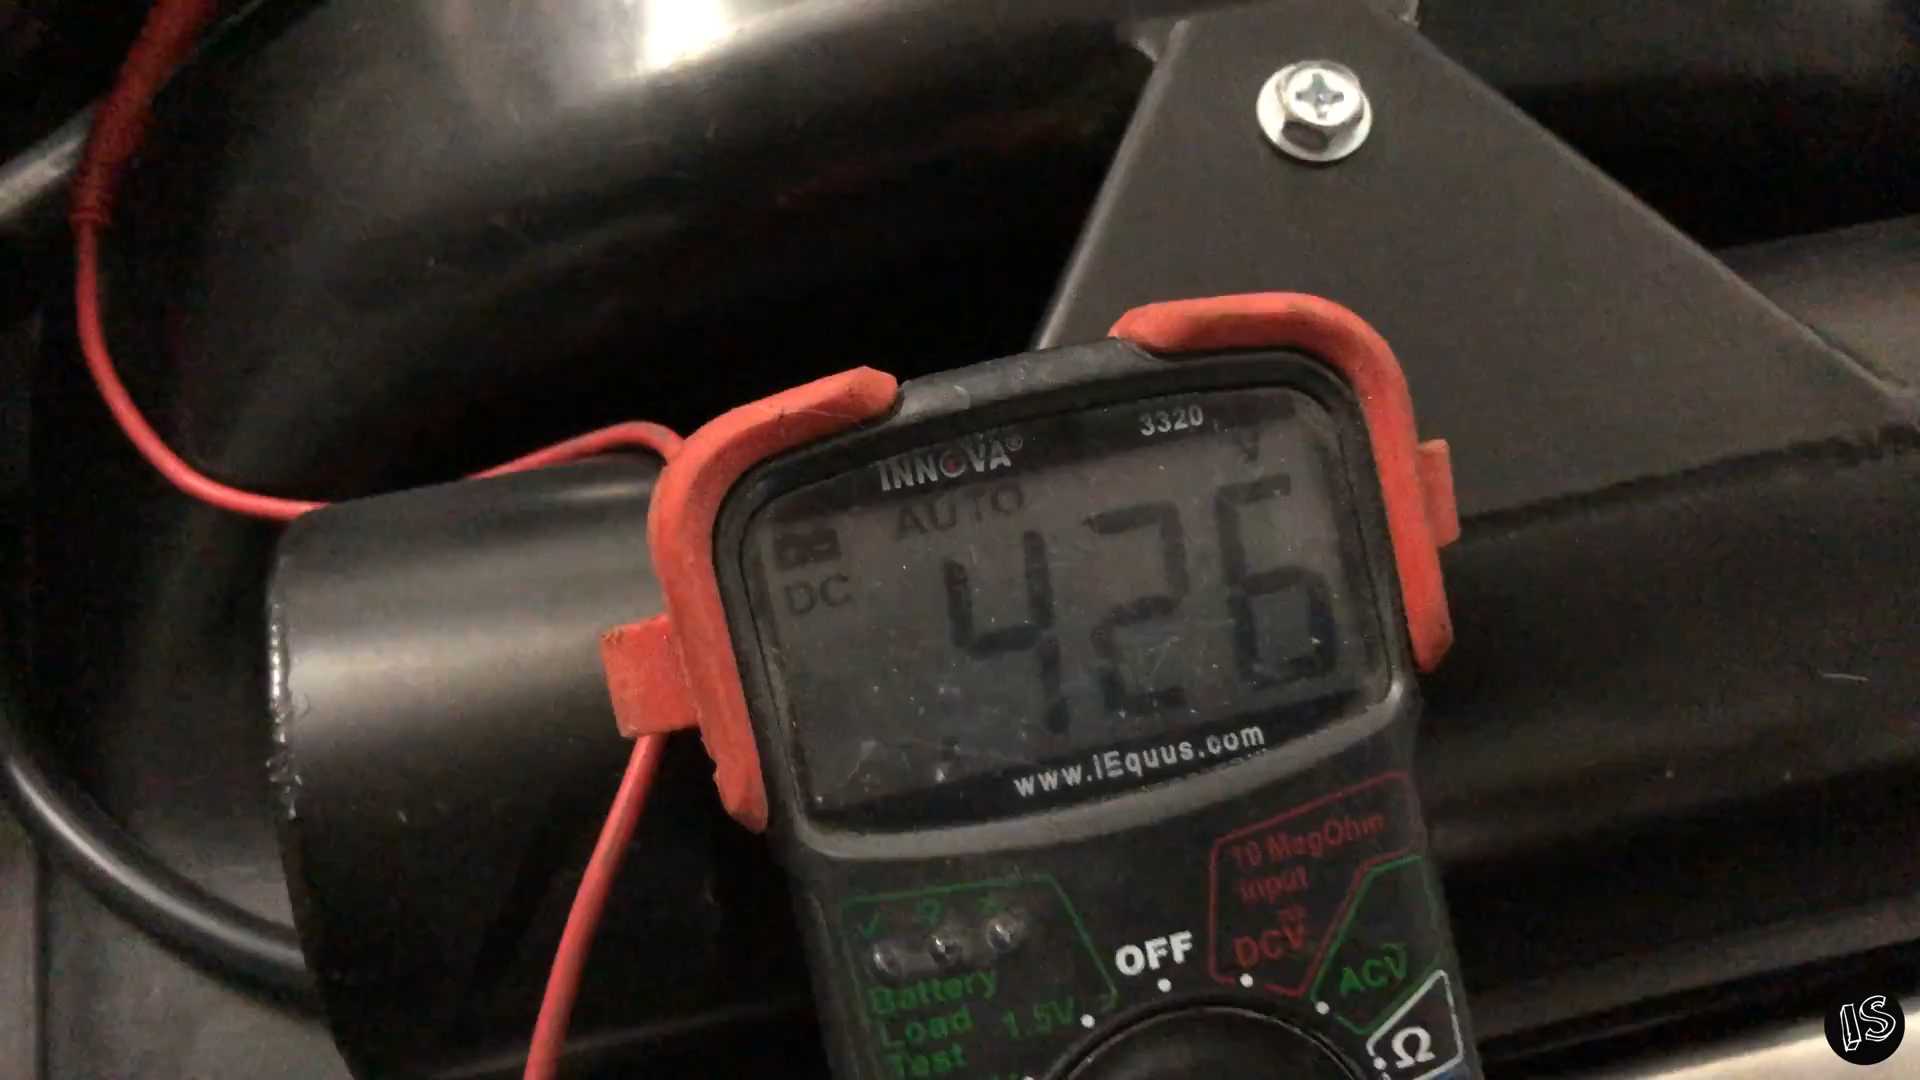 INNOVA® 3320
AUTO V
DC
426
www.iEquus.com
10 MegOhm
Input
DCV
OFF
ACV
Battery
Load 1.5V
Test
Ω
IS